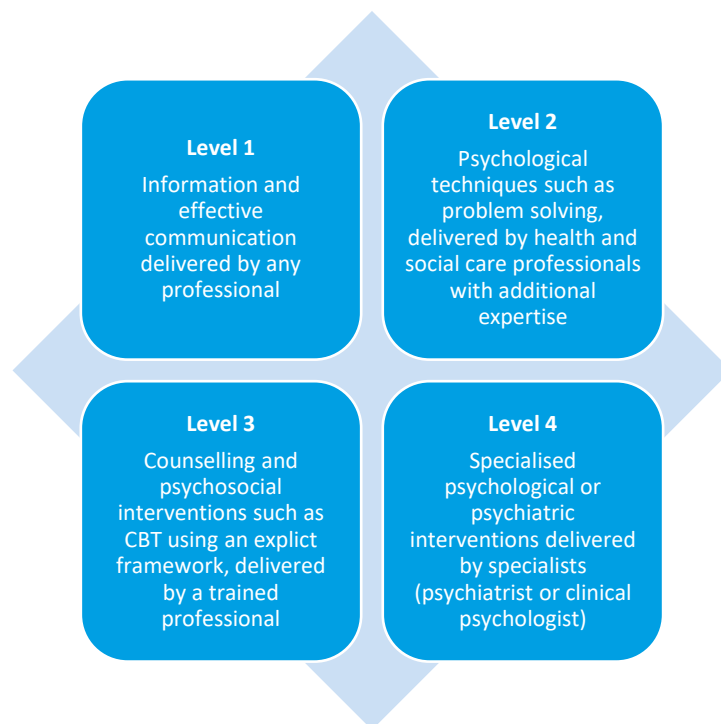 Level 1
Information and
effective
communication
delivered by any
professional
Level 2
Psychological
techniques such as
problem solving,
delivered by health and
social care professionals
with additional
expertise
Level 3
Counselling and
psychosocial
interventions such as
CBT using an explict
framework, delivered
by a trained
professional
Level 4
Specialised
psychological or
psychiatric
interventions delivered
by specialists
(psychiatrist or clinical
psychologist)